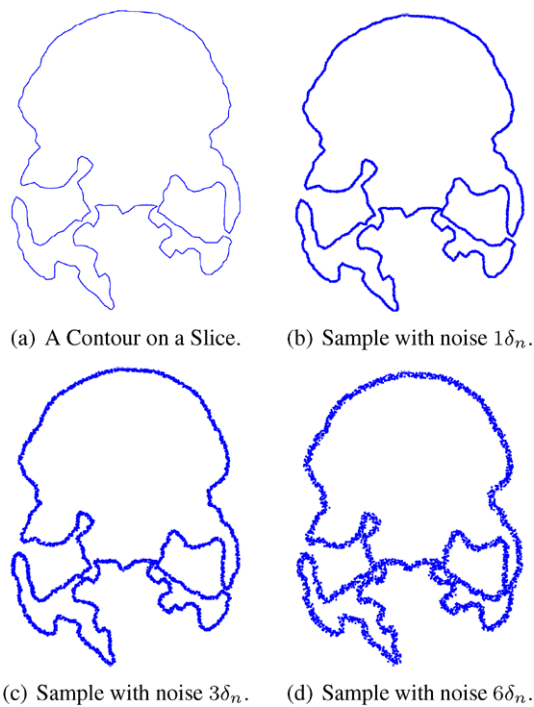 (a) A Contour on a Slice.
(b) Sample with noise 1δₙ.
(c) Sample with noise 3δₙ.
(d) Sample with noise 6δₙ.